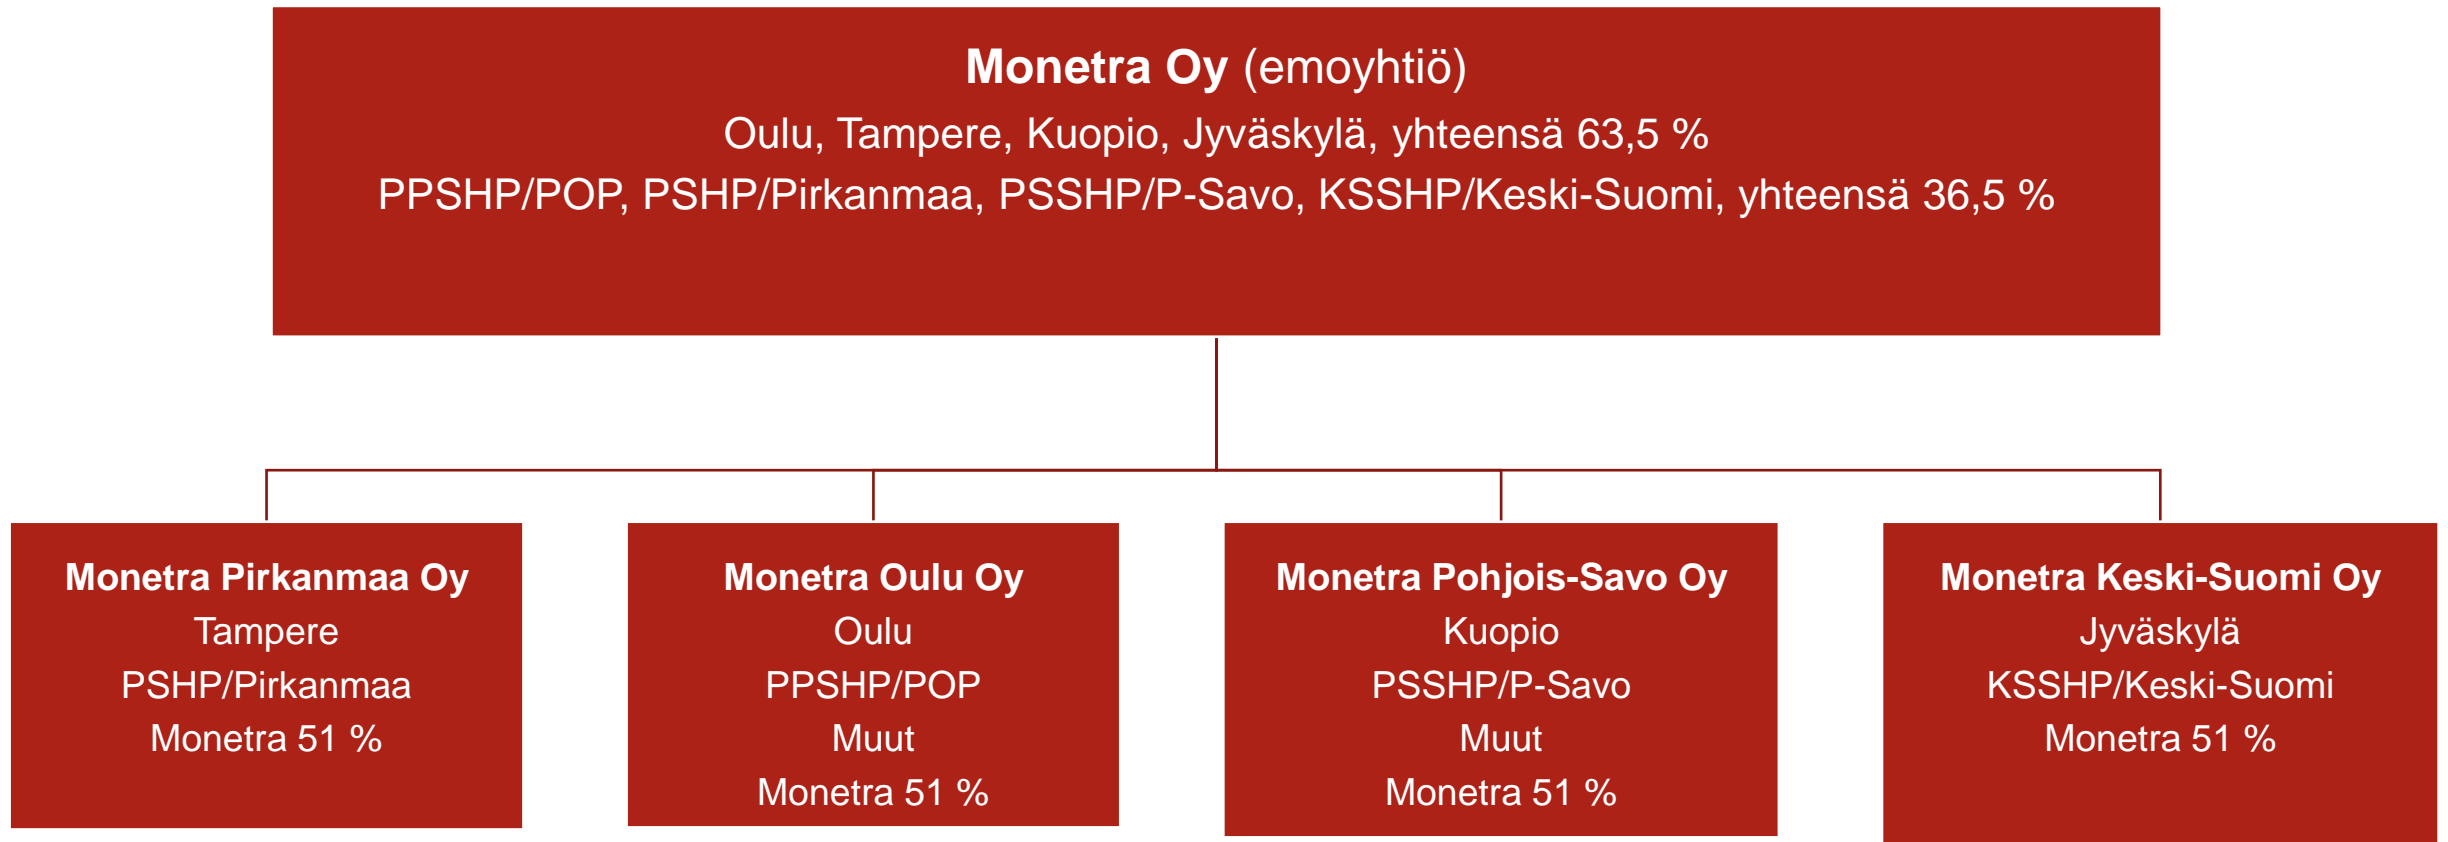 Monetra Oy (emoyhtiö)
Oulu, Tampere, Kuopio, Jyväskylä, yhteensä 63,5 %
PPSHP/POP, PSHP/Pirkanmaa, PSSHP/P-Savo, KSSHP/Keski-Suomi, yhteensä 36,5 %
Monetra Pirkanmaa Oy
Tampere
PSHP/Pirkanmaa
Monetra 51 %
Monetra Oulu Oy
Oulu
PPSHP/POP
Muut
Monetra 51 %
Monetra Pohjois-Savo Oy
Kuopio
PSSHP/P-Savo
Muut
Monetra 51 %
Monetra Keski-Suomi Oy
Jyväskylä
KSSHP/Keski-Suomi
Monetra 51 %